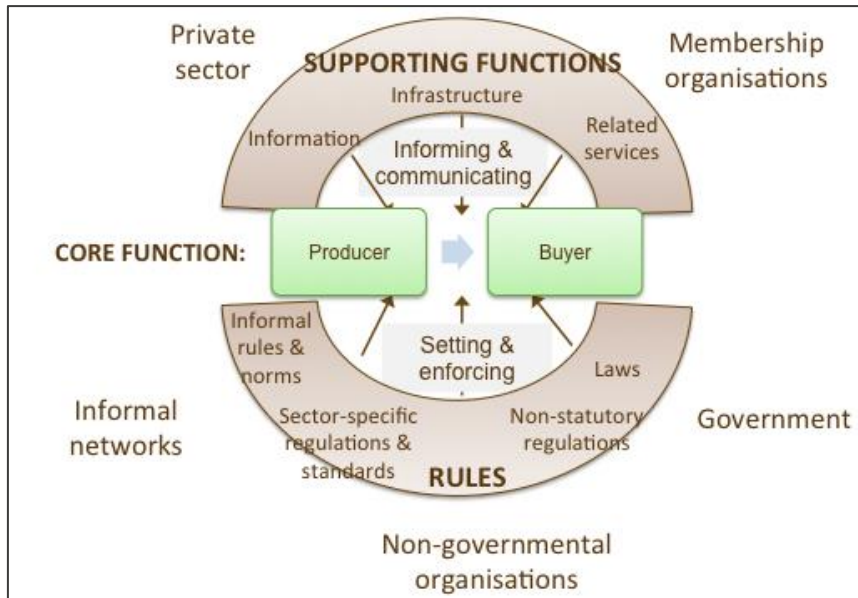 Private
sector
SUPPORTING FUNCTIONS
Infrastructure
Membership
organisations
Information
Related
services
Informing &
communicating
CORE FUNCTION:
Producer
Buyer
Informal
rules &
norms
Setting &
enforcing
Laws
Sector-specific
regulations &
standards
Non-statutory
regulations
RULES
Informal
networks
Government
Non-governmental
organisations